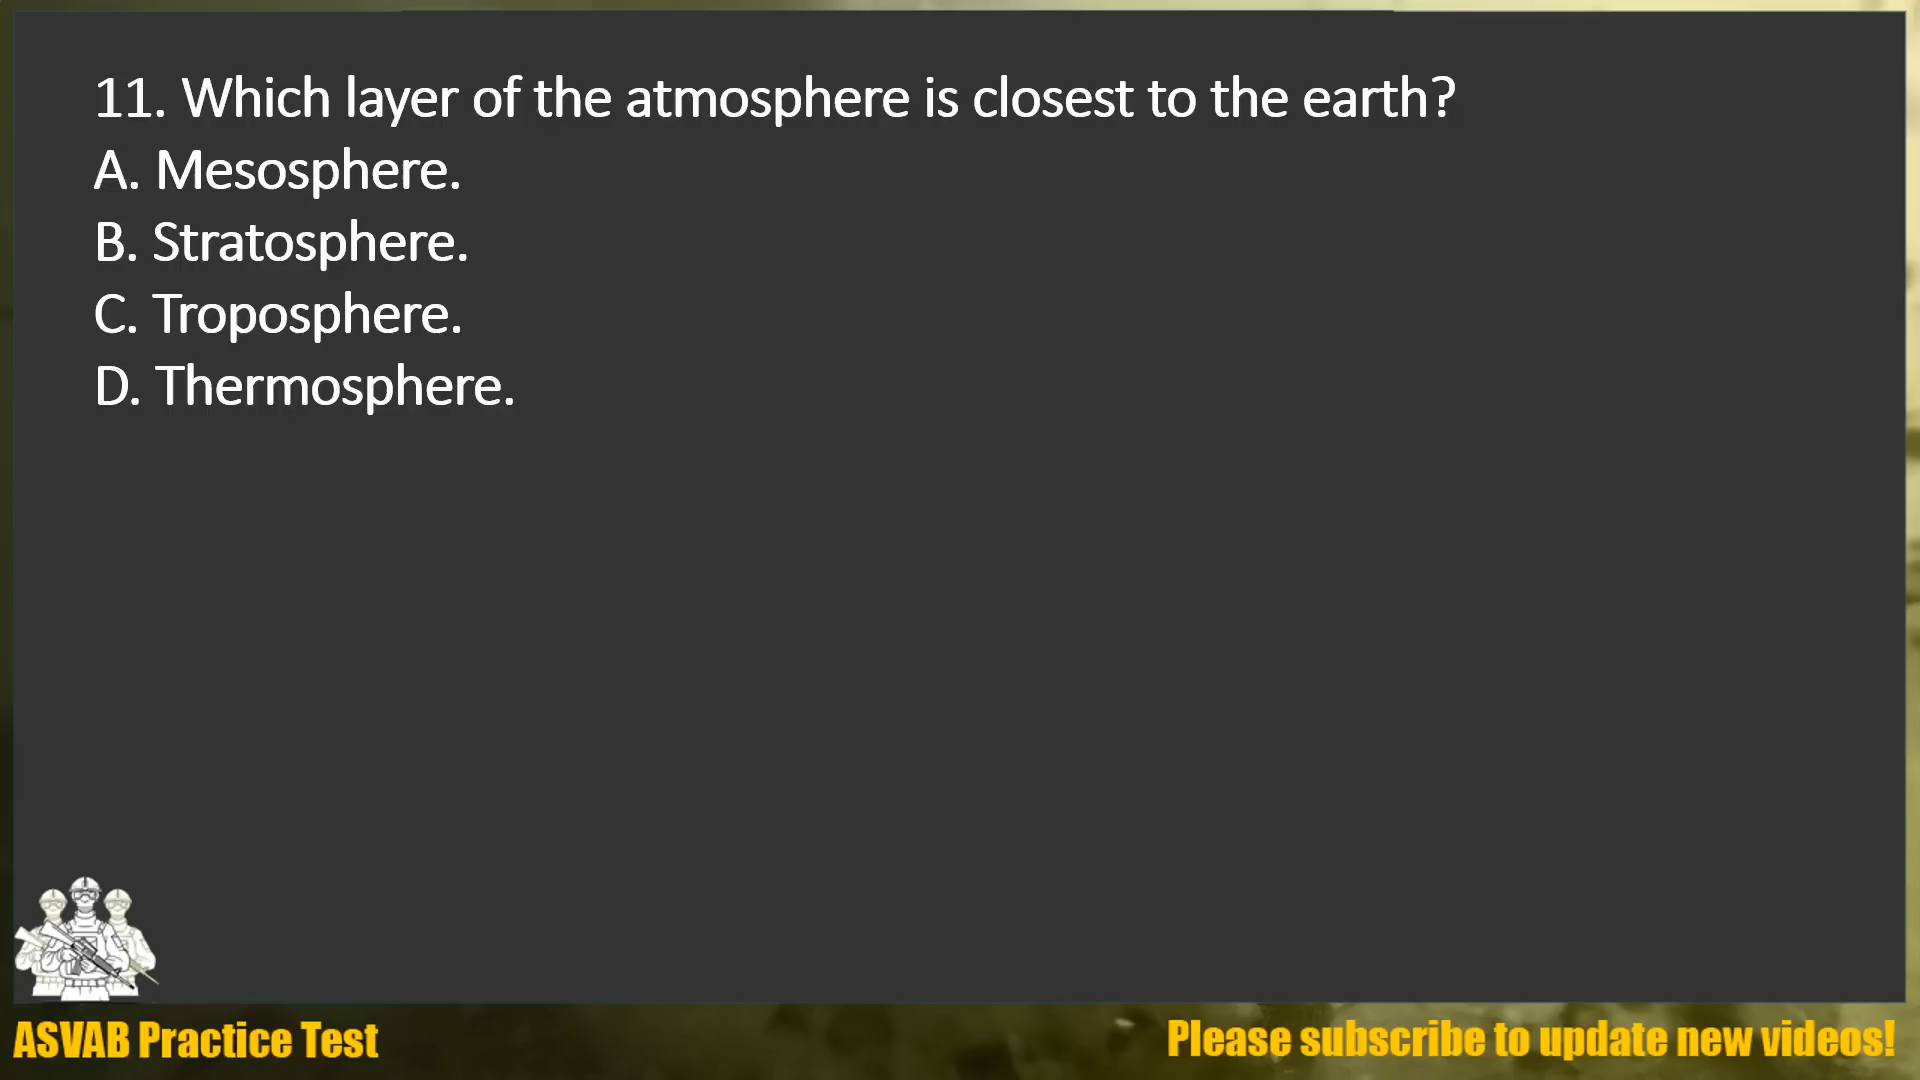 11. Which layer of the atmosphere is closest to the earth?
A. Mesosphere.
B. Stratosphere.
C. Troposphere.
D. Thermosphere.
ASVAB Practice Test
Please subscribe to update new videos!